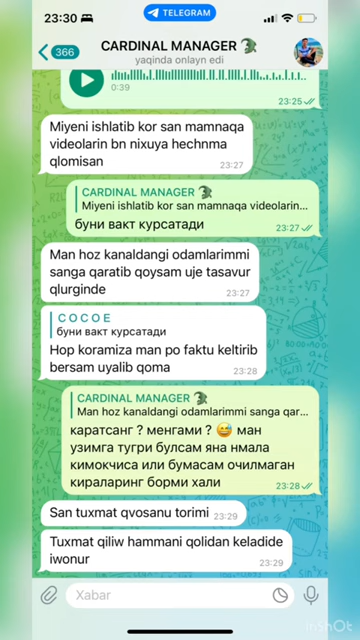 23:30
TELEGRAM
366
CARDINAL MANAGER
yaqinda onlayn edi
0:39
23:25
Miyeni ishlatib kor san mamnaqa
videolarin bn nixuya hechnma
qlomisan
23:27
CARDINAL MANAGER
Miyeni ishlatib kor san mamnaqa videolarin...
буни вакт курсатади
23:27
Man hoz kanaldangi odamlarimmi
sanga qaratib qoysam uje tasavur
qlurginde
23:27
C O C O E
буни вакт курсатади
Hop koramiza man po faktu keltirib
bersam uyalib qoma
23:28
CARDINAL MANAGER
Man hoz kanaldangi odamlarimmi sanga qar...
каратсанг ? менгами ? 😅 ман
узимга тугри булсам яна нмала
кимокчиса или бумасам очилмаган
кираларинг борми хали
23:28
San tuxmat qvosanu torimi
23:29
Tuxmat qiliw hammani qolidan keladide
iwonur
23:29
Xabar
InShOt